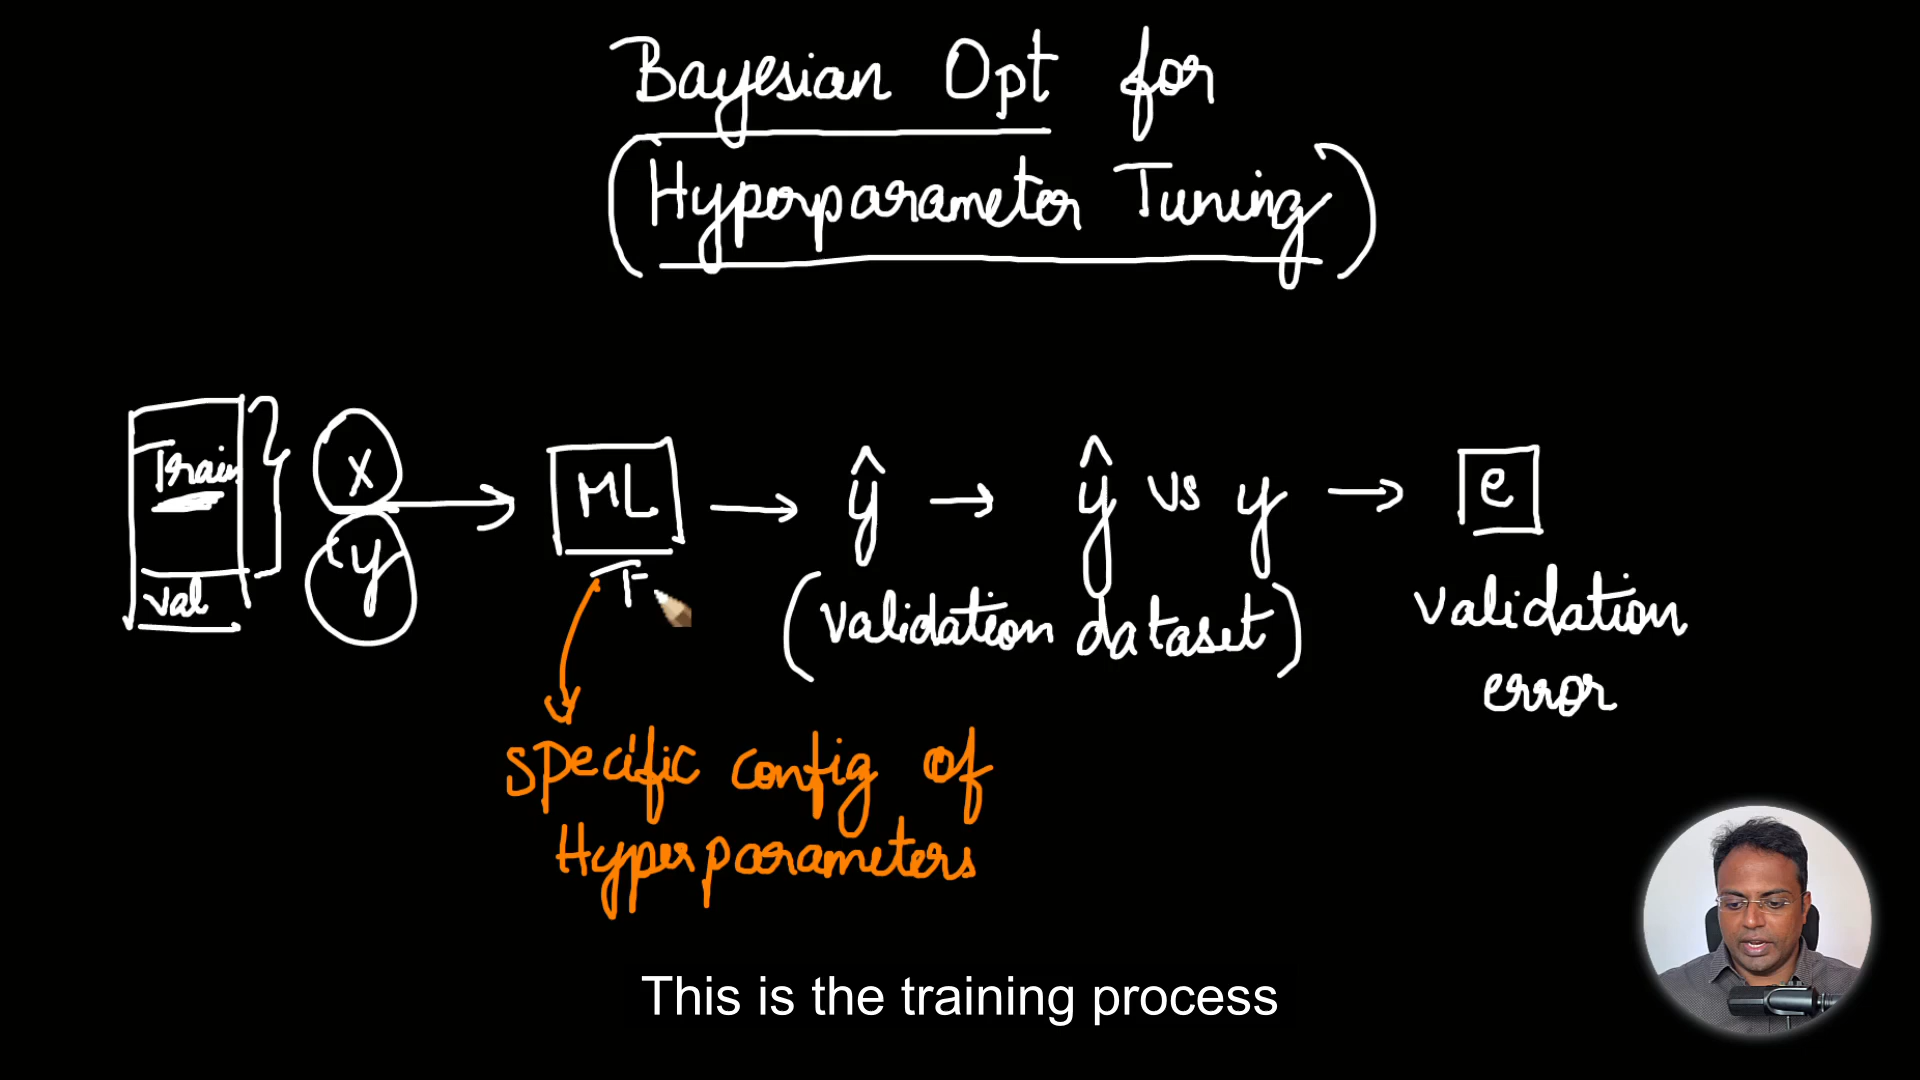 Bayesian Opt for
(Hyperparameter Tuning)
Train
val
x
y
ML
→ ŷ → ŷ vs y → e
(validation dataset)
validation
error
specific config of
Hyperparameters
This is the training process